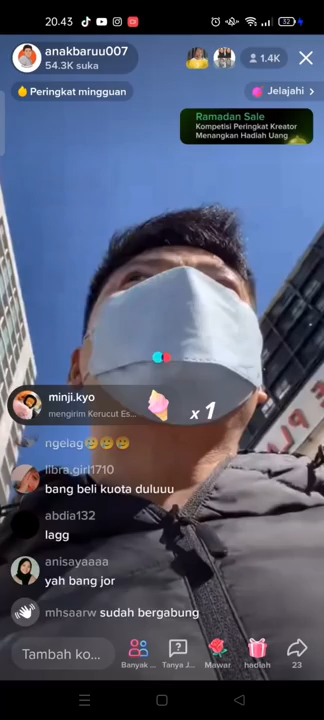 20.43
52
anakbaruu007
54.3K suka
1.4K
Peringkat mingguan
Jelajahi >
Ramadan Sale
Kompetisi Peringkat Kreator
Menangkan Hadiah Uang
minji.kyo
mengirim Kerucut Es...
x1
ngelag🥲🥲🥲
libra.girl1710
bang beli kuota duluuu
abdia132
lagg
anisayaaaa
yah bang jor
mhsaarw sudah bergabung
Tambah ko...
Banyak ...
Tanya J...
Mawar
hadiah
23